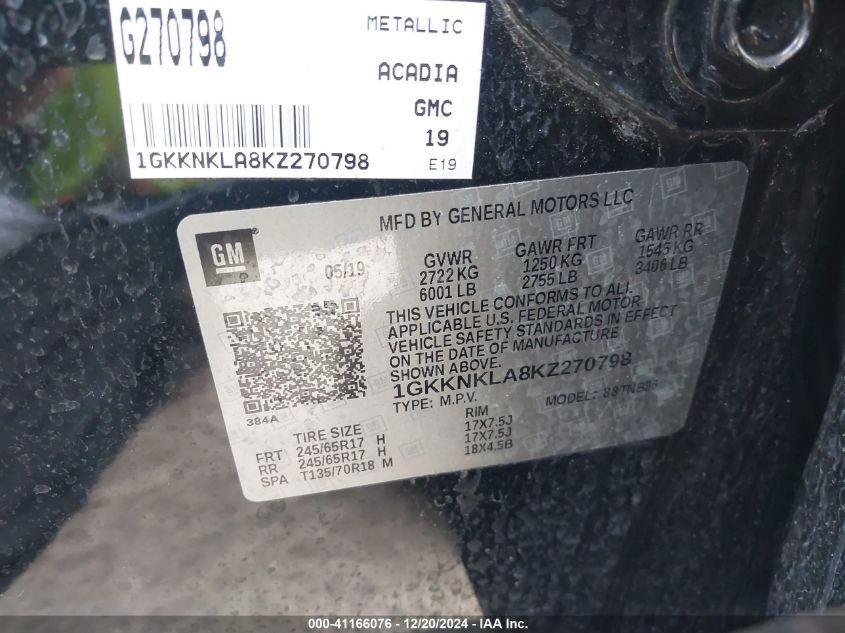 G270798
METALLIC
ACADIA
GMC
19
1GKKNKLA8KZ270798
E19
MFD BY GENERAL MOTORS LLC
GM
05/19
GVWR
2722 KG
6001 LB
GAWR FRT
1250 KG
2755 LB
GAWR RR
1545 KG
3406 LB
THIS VEHICLE CONFORMS TO ALL
APPLICABLE U.S. FEDERAL MOTOR
VEHICLE SAFETY STANDARDS IN EFFECT
ON THE DATE OF MANUFACTURE
SHOWN ABOVE.
1GKKNKLA8KZ270798
TYPE: M.P.V.
MODEL:
384A
TIRE SIZE
RIM
FRT 245/65R17 H 17X7.5J
RR 245/65R17 H 17X7.5J
SPA T135/70R18 M 18X4.5B
000-41166076 - 12/20/2024 - IAA Inc.